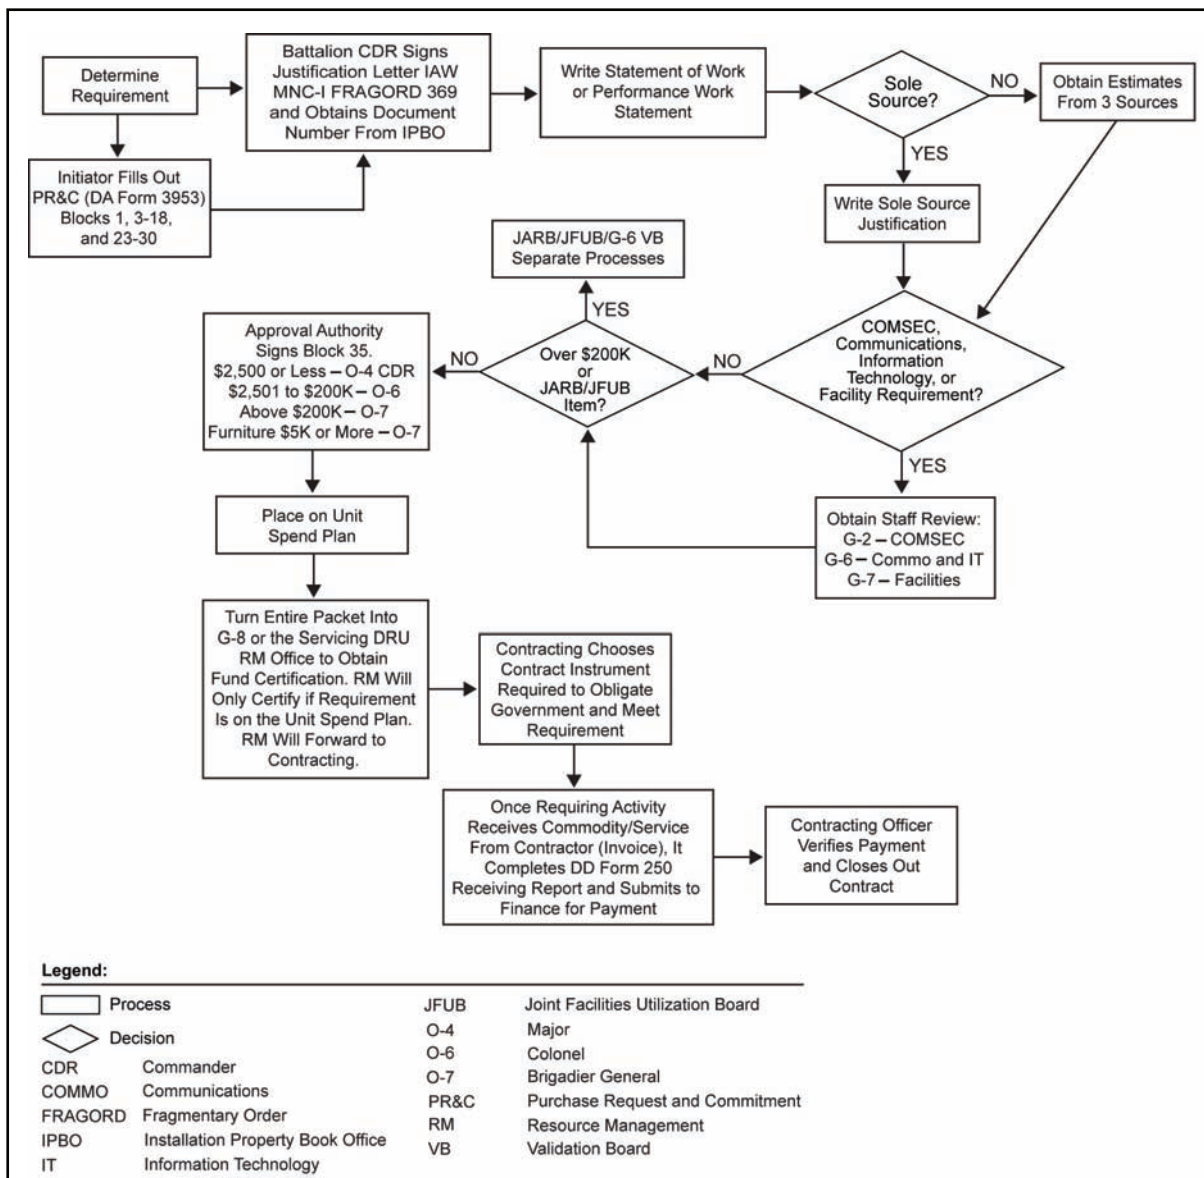 Determine
Requirement
Battalion CDR Signs
Justification Letter IAW
MNC-I FRAGORD 369
and Obtains Document
Number From IPBO
Write Statement of Work
or Performance Work
Statement
Sole
Source?
NO
Obtain Estimates
From 3 Sources
YES
Initiator Fills Out
PR&C (DA Form 3953)
Blocks 1, 3-18,
and 23-30
Write Sole Source
Justification
JARB/JFUB/G-6 VB
Separate Processes
YES
COMSEC,
Communications,
Information
Technology, or
Facility Requirement?
NO
Over $200K
or
JARB/JFUB
Item?
NO
Approval Authority
Signs Block 35.
$2,500 or Less – O-4 CDR
$2,501 to $200K – O-6
Above $200K – O-7
Furniture $5K or More – O-7
YES
Obtain Staff Review:
G-2 – COMSEC
G-6 – Commo and IT
G-7 – Facilities
Place on Unit
Spend Plan
Turn Entire Packet Into
G-8 or the Servicing DRU
RM Office to Obtain
Fund Certification. RM Will
Only Certify if Requirement
Is on the Unit Spend Plan.
RM Will Forward to
Contracting.
Contracting Chooses
Contract Instrument
Required to Obligate
Government and Meet
Requirement
Once Requiring Activity
Receives Commodity/Service
From Contractor (Invoice), It
Completes DD Form 250
Receiving Report and Submits to
Finance for Payment
Contracting Officer
Verifies Payment
and Closes Out
Contract
Legend:
Process
Decision
CDR Commander
COMMO Communications
FRAGORD Fragmentary Order
IPBO Installation Property Book Office
IT Information Technology
JFUB Joint Facilities Utilization Board
O-4 Major
O-6 Colonel
O-7 Brigadier General
PR&C Purchase Request and Commitment
RM Resource Management
VB Validation Board